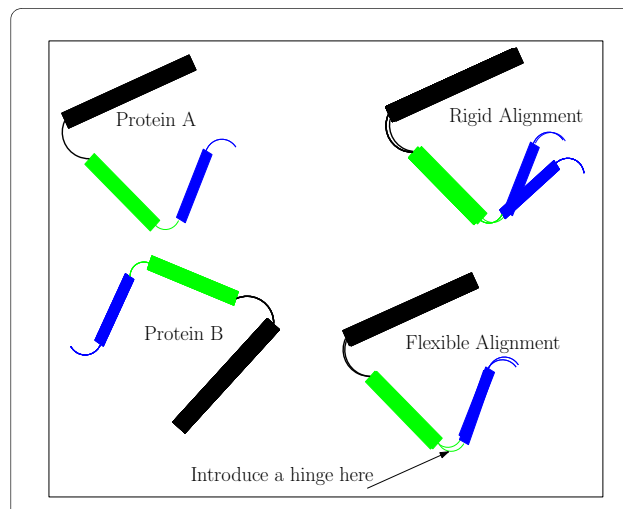 Protein A
Rigid Alignment
Protein B
Flexible Alignment
Introduce a hinge here